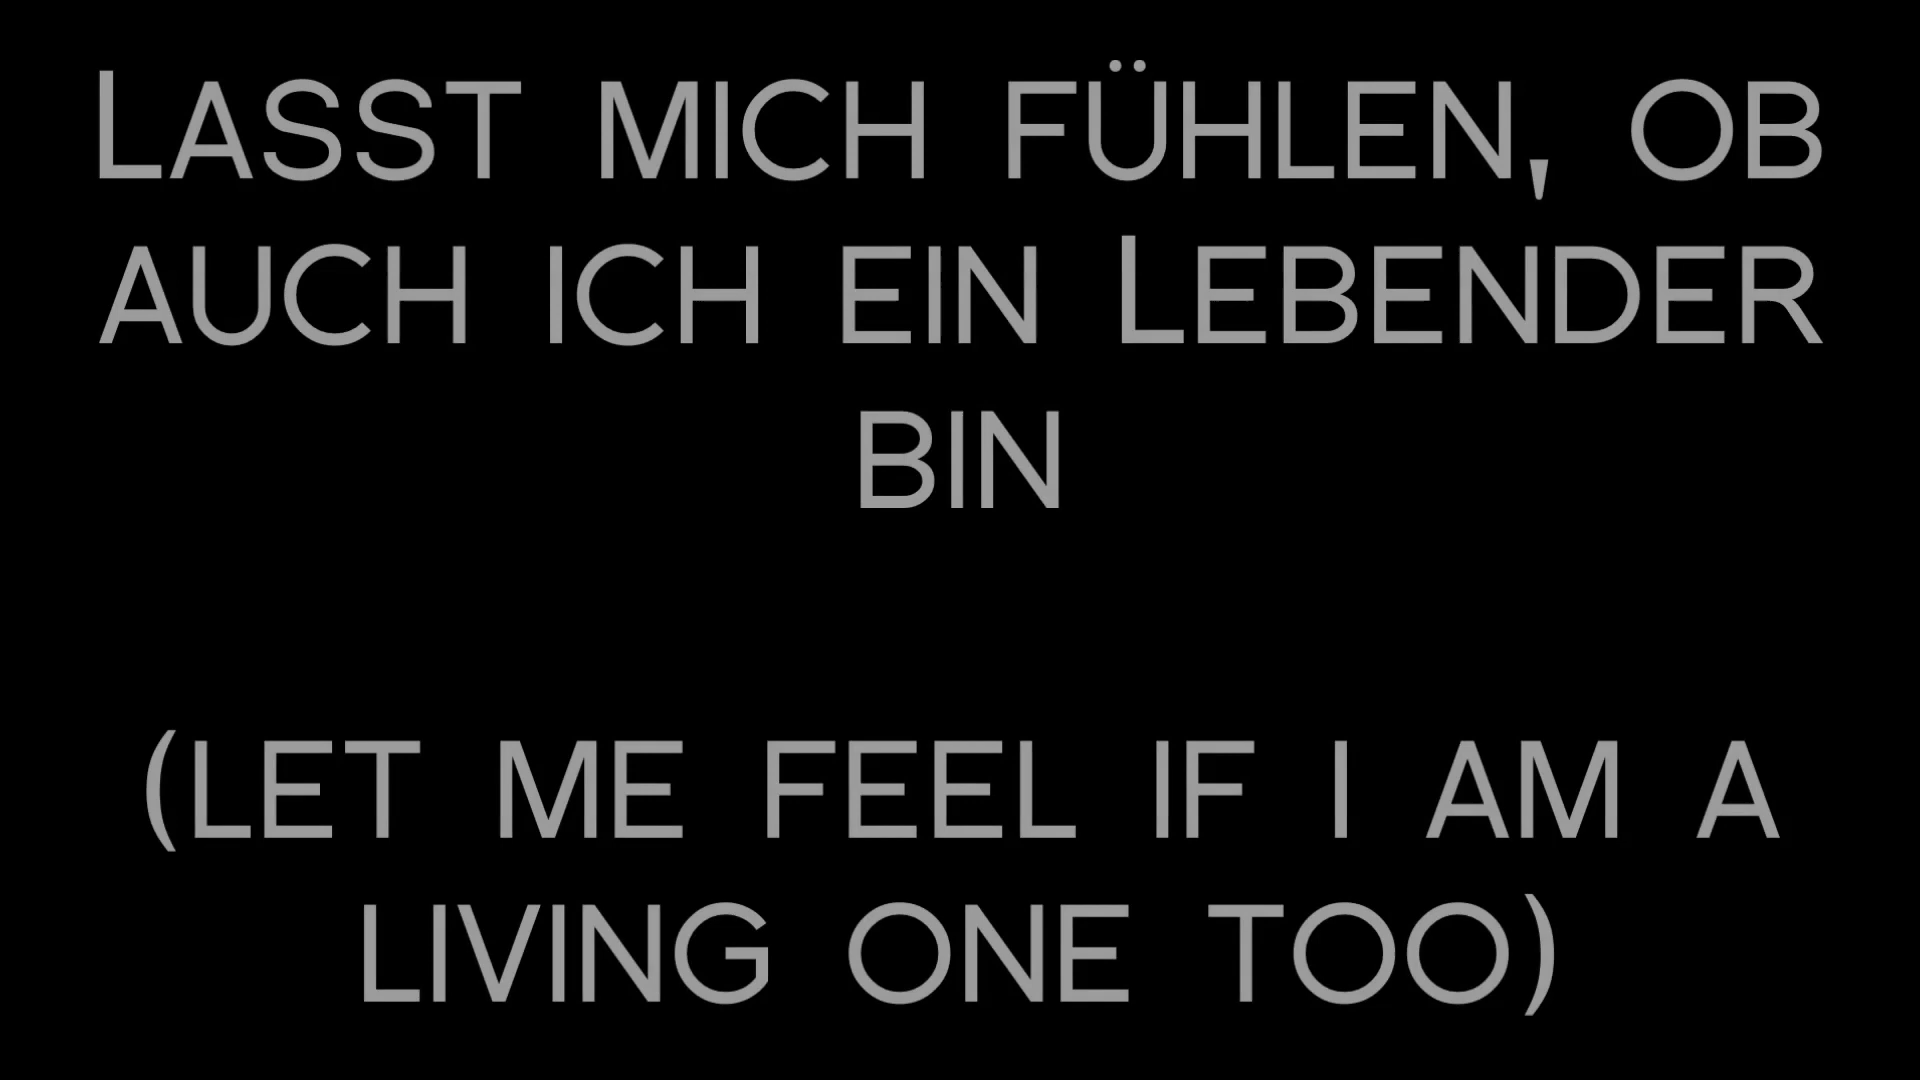 Lasst mich fühlen, ob
auch ich ein Lebender
bin
(let me feel if i am a
living one too)